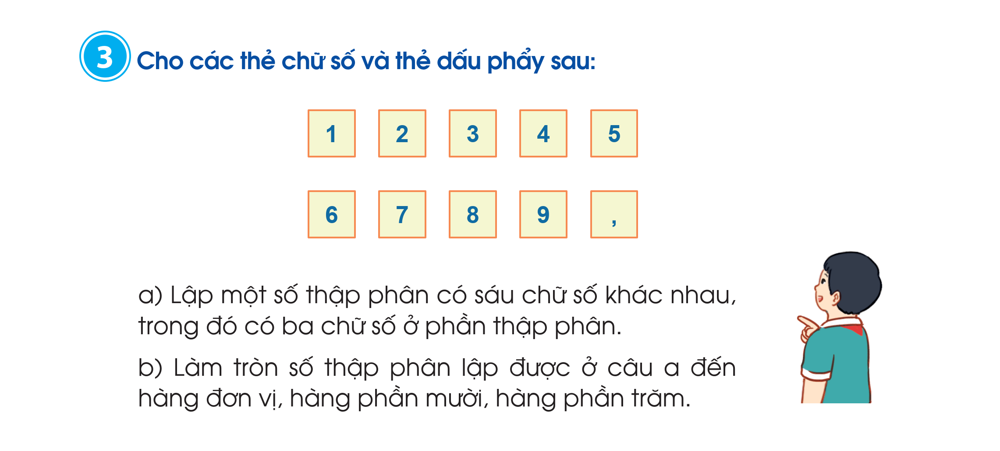 3 Cho các thẻ chữ số và thẻ dấu phẩy sau:
1 2 3 4 5
6 7 8 9 ,
a) Lập một số thập phân có sáu chữ số khác nhau,
trong đó có ba chữ số ở phần thập phân.
b) Làm tròn số thập phân lập được ở câu a đến
hàng đơn vị, hàng phần mười, hàng phần trăm.